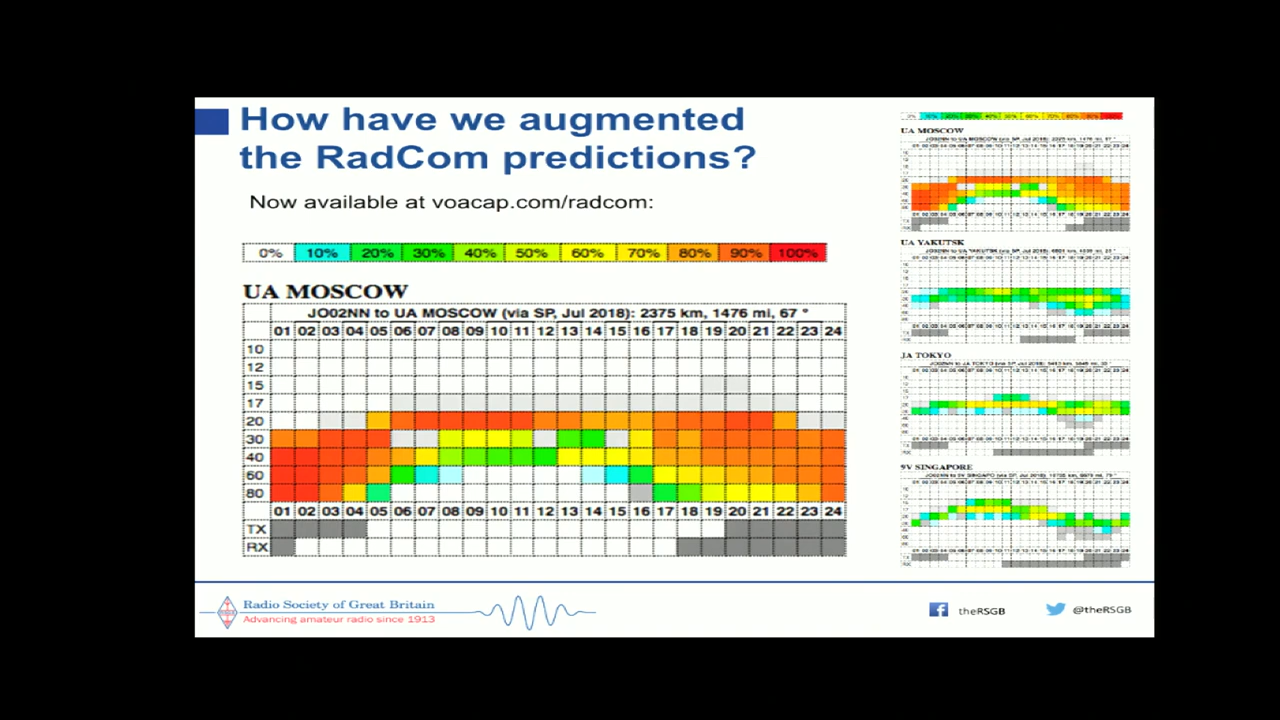 How have we augmented
the RadCom predictions?
Now available at voacap.com/radcom:
0% 10% 20% 30% 40% 50% 60% 70% 80% 90% 100%
UA MOSCOW
JO02NN to UA MOSCOW (via SP, Jul 2018): 2375 km, 1476 mi, 67 °
01 02 03 04 05 06 07 08 09 10 11 12 13 14 15 16 17 18 19 20 21 22 23 24
10
12
15
17
20
30
40
60
80
01 02 03 04 05 06 07 08 09 10 11 12 13 14 15 16 17 18 19 20 21 22 23 24
TX
RX
UA MOSCOW
UA YAKUTSK
JA TOKYO
9V SINGAPORE
Radio Society of Great Britain
Advancing amateur radio since 1913
theRSGB
@theRSGB